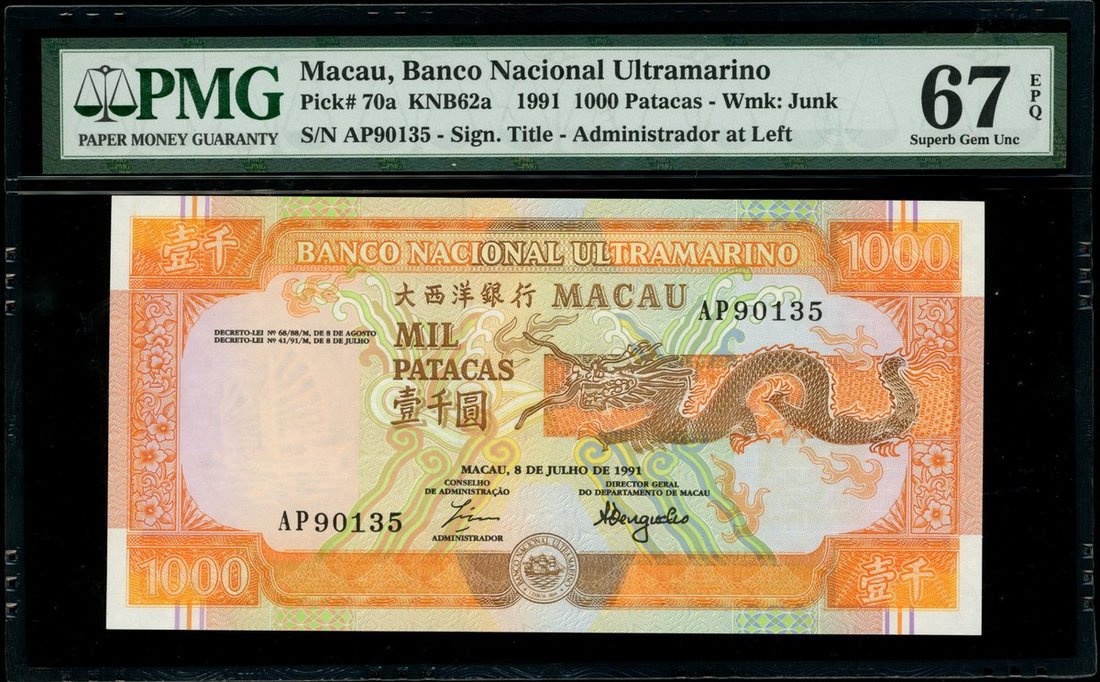 PMG
PAPER MONEY GUARANTY
Macau, Banco Nacional Ultramarino
Pick# 70a KNB62a 1991 1000 Patacas - Wmk: Junk
S/N AP90135 - Sign. Title - Administrador at Left
67
EPQ
Superb Gem Unc
壹千
BANCO NACIONAL ULTRAMARINO
1000
大西洋銀行 MACAU
AP90135
DECRETO-LEI Nº 68/88/M, DE 8 DE AGOSTO
DECRETO-LEI Nº 41/91/M, DE 8 DE JULHO
MIL
PATACAS
壹千圓
MACAU, 8 DE JULHO DE 1991
CONSELHO
DE ADMINISTRAÇÃO
DIRECTOR GERAL
DO DEPARTAMENTO DE MACAU
AP90135
ADMINISTRADOR
1000
BANCO NACIONAL ULTRAMARINO
壹千